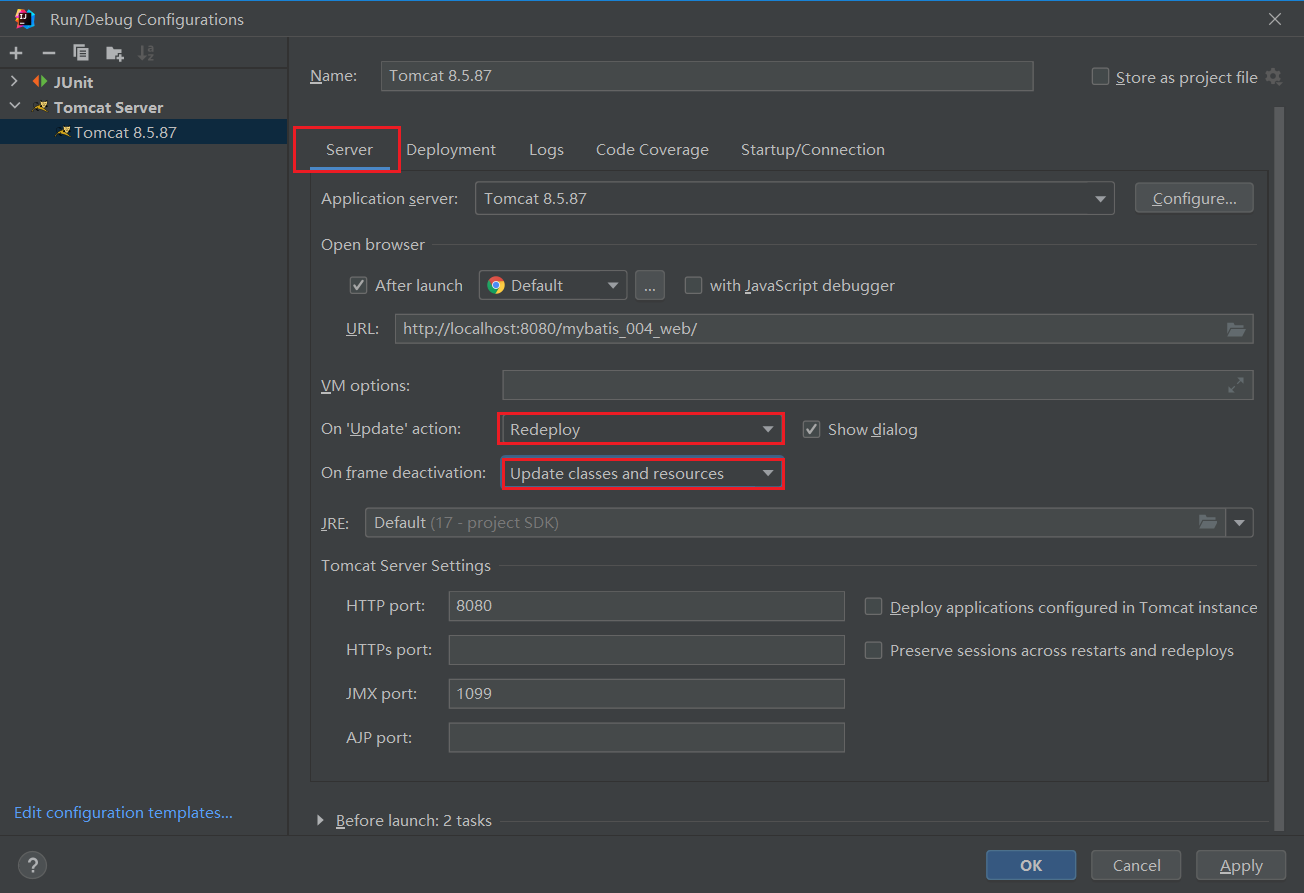 Run/Debug Configurations
JUnit
Tomcat Server
Tomcat 8.5.87
Edit configuration templates...
Name: Tomcat 8.5.87 Store as project file
Server Deployment Logs Code Coverage Startup/Connection
Application server: Tomcat 8.5.87 Configure...
Open browser
After launch Default ... with JavaScript debugger
URL: http://localhost:8080/mybatis_004_web/
VM options:
On 'Update' action: Redeploy Show dialog
On frame deactivation: Update classes and resources
JRE: Default (17 - project SDK)
Tomcat Server Settings
HTTP port: 8080 Deploy applications configured in Tomcat instance
HTTPs port: Preserve sessions across restarts and redeploys
JMX port: 1099
AJP port:
Before launch: 2 tasks
? OK Cancel Apply